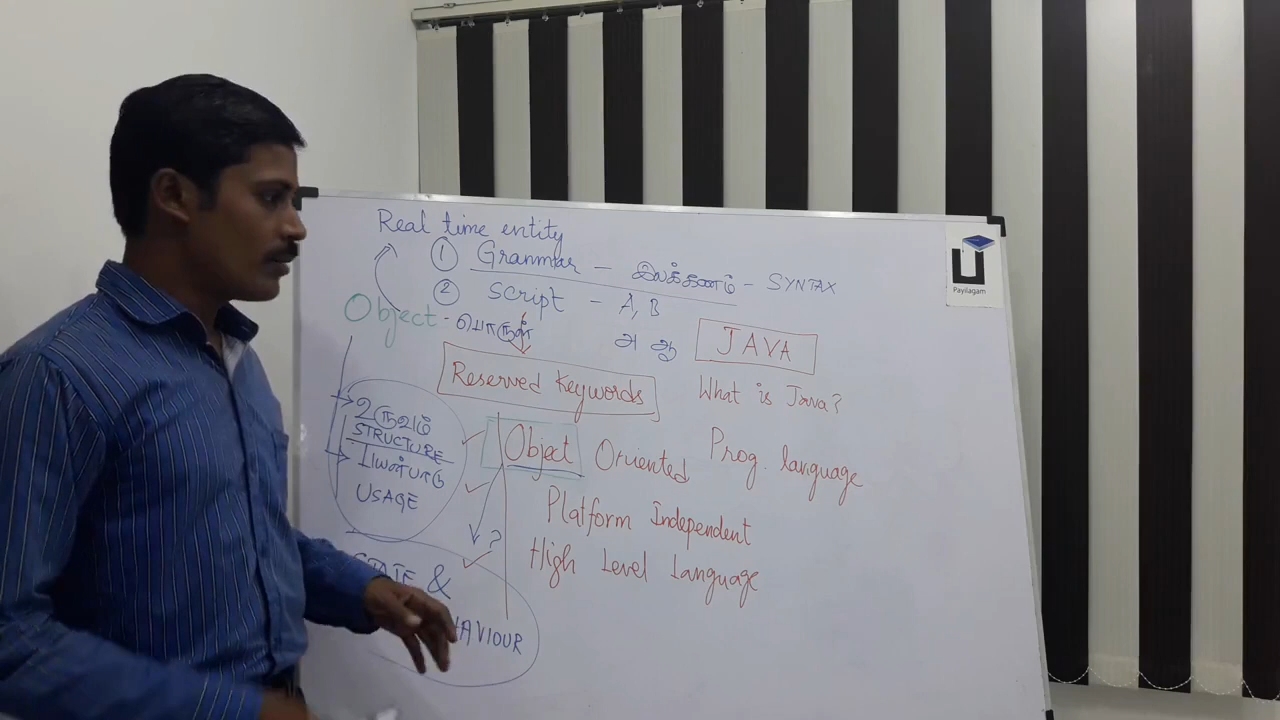 Real time entity
① Grammar – இலக்கணம் – SYNTAX
② Script – A, B
அ ஆ
Object - பொருள்
JAVA
Reserved Keywords
What is Java?
உருவம்
STRUCTURE
பயன்பாடு
USAGE
Object Oriented Prog. language
Platform Independent
?
High Level Language
STATE &
HAVIOUR
Payilagam